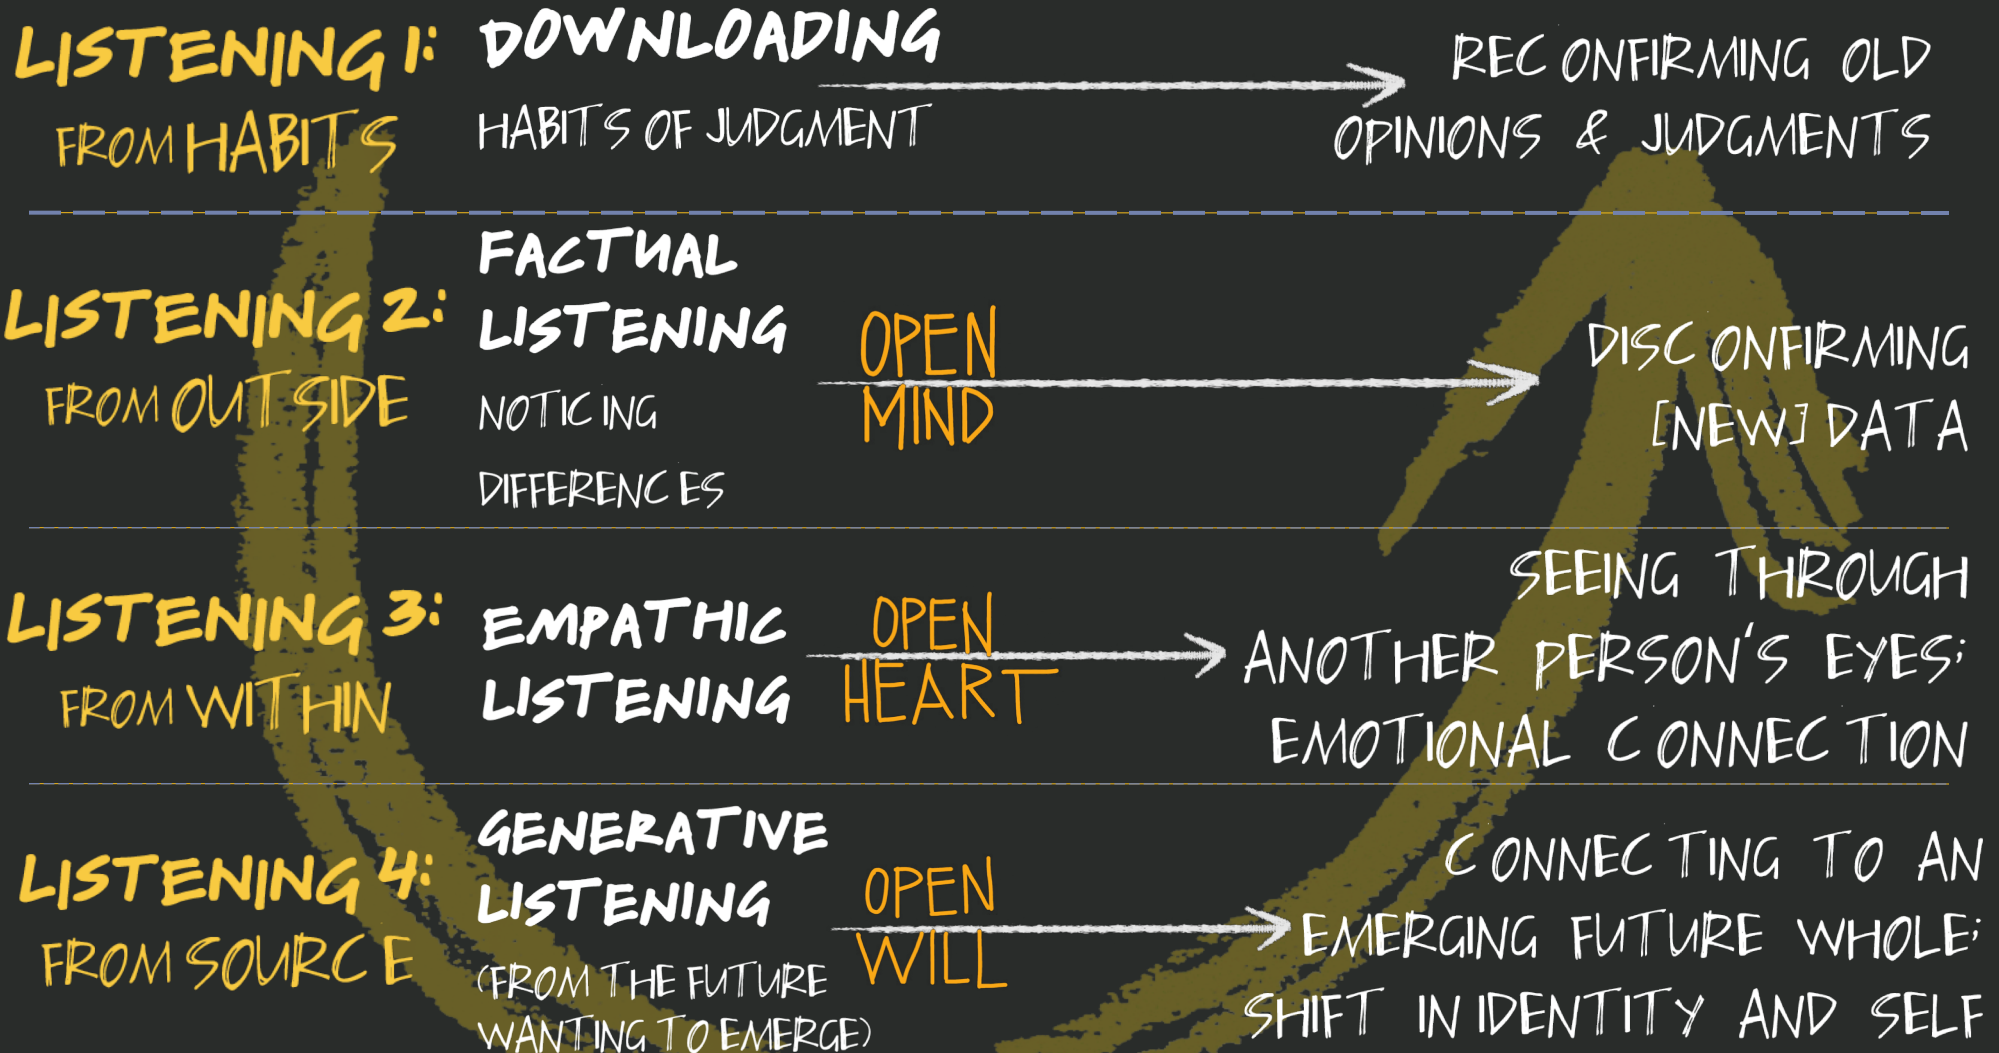 LISTENING 1:
FROM HABITS
DOWNLOADING
HABITS OF JUDGMENT
RECONFIRMING OLD
OPINIONS & JUDGMENTS
LISTENING 2:
FROM OUTSIDE
FACTUAL
LISTENING
NOTICING
DIFFERENCES
OPEN
MIND
DISCONFIRMING
[NEW] DATA
LISTENING 3:
FROM WITHIN
EMPATHIC
LISTENING
OPEN
HEART
SEEING THROUGH
ANOTHER PERSON'S EYES;
EMOTIONAL CONNECTION
LISTENING 4:
FROM SOURCE
GENERATIVE
LISTENING
(FROM THE FUTURE
WANTING TO EMERGE)
OPEN
WILL
CONNECTING TO AN
EMERGING FUTURE WHOLE;
SHIFT IN IDENTITY AND SELF